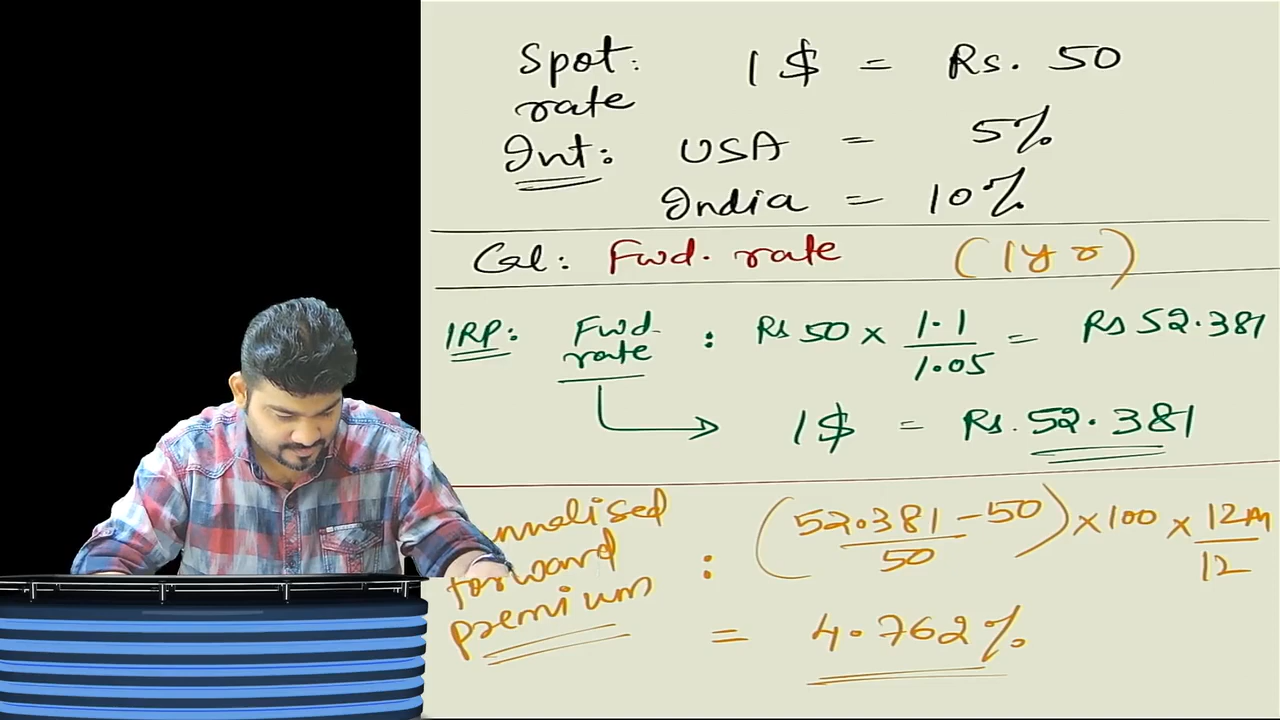 Spot: 1 $ = Rs. 50
rate
Int: USA = 5%
India = 10%
Cal: Fwd. rate (1yr)
IRP: Fwd. rate : Rs 50 × 1.1 / 1.05 = Rs 52.381
1 $ = Rs. 52.381
nnualised forward premium : (52.381 - 50 / 50) × 100 × 12M / 12
= 4.762%